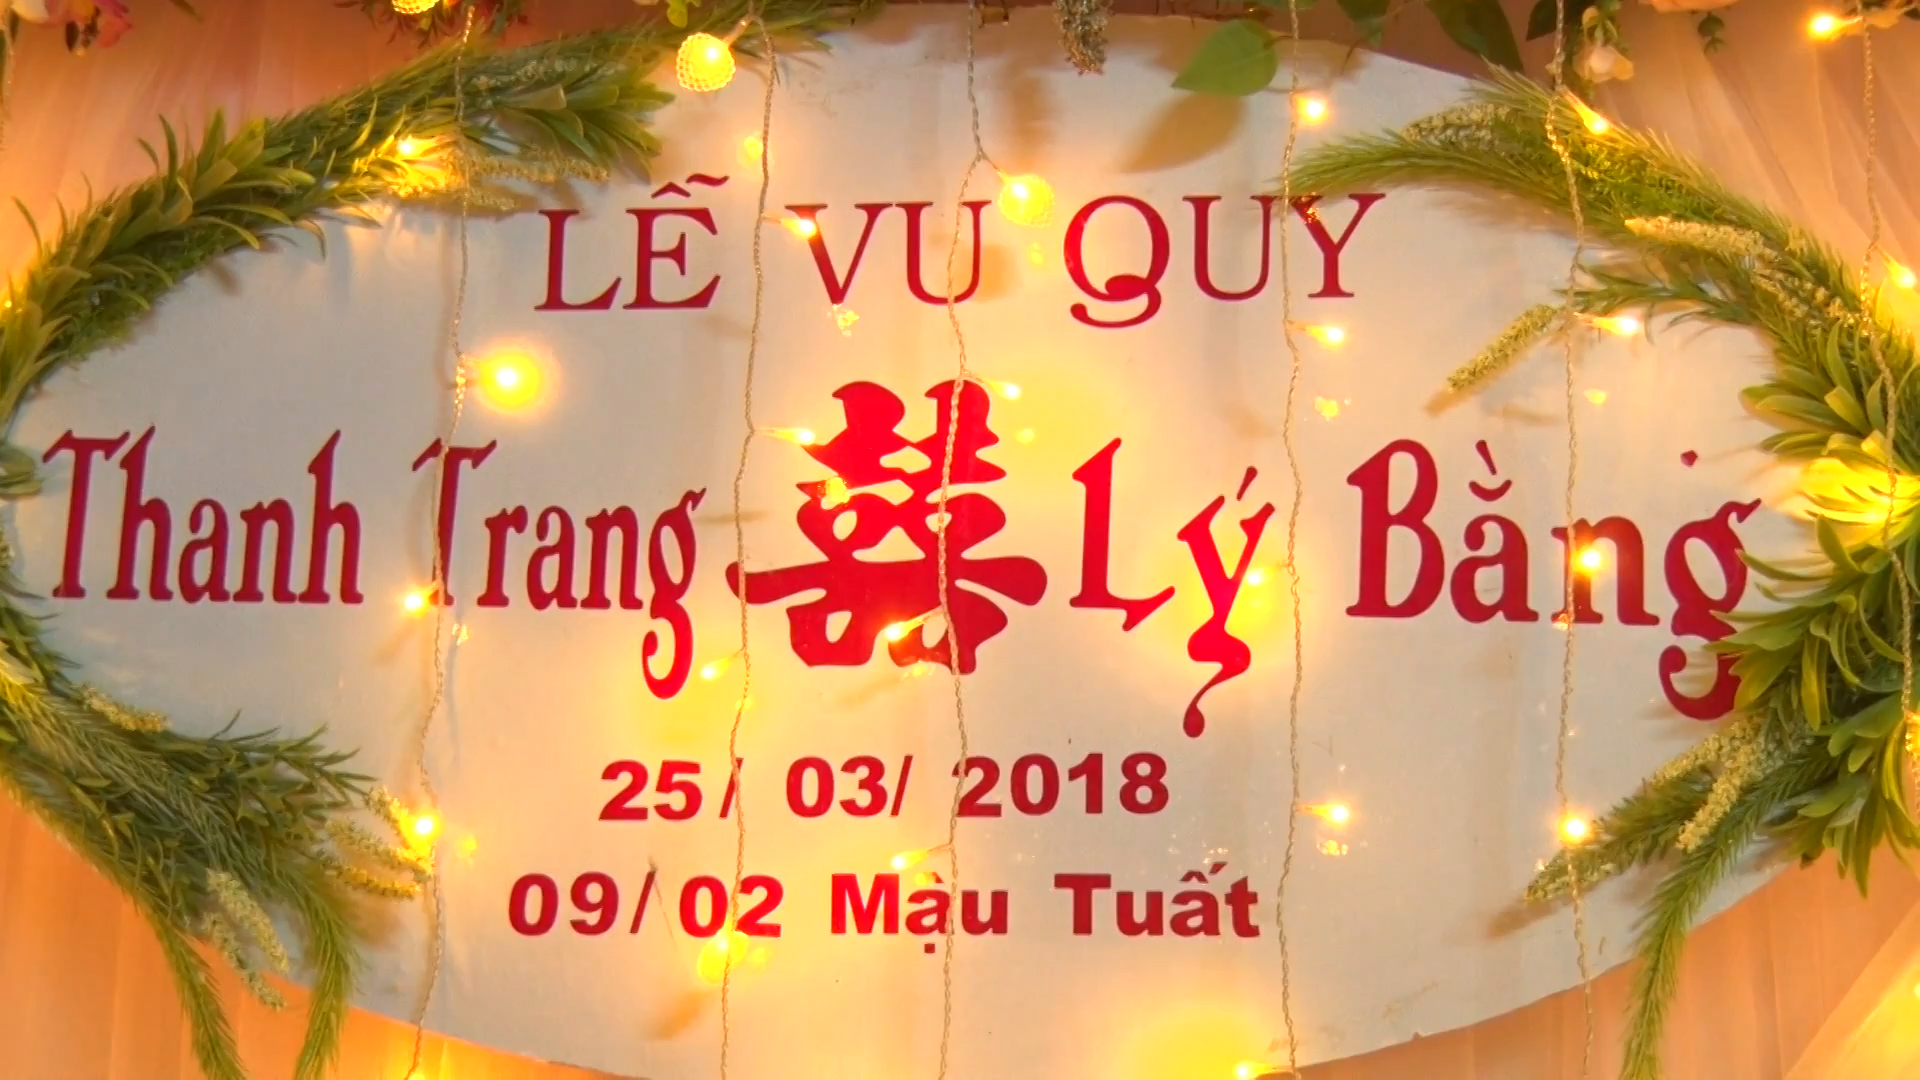 LỄ VU QUY
Thanh Trang 囍 Lý Bằng
25/ 03/ 2018
09/ 02 Mậu Tuất